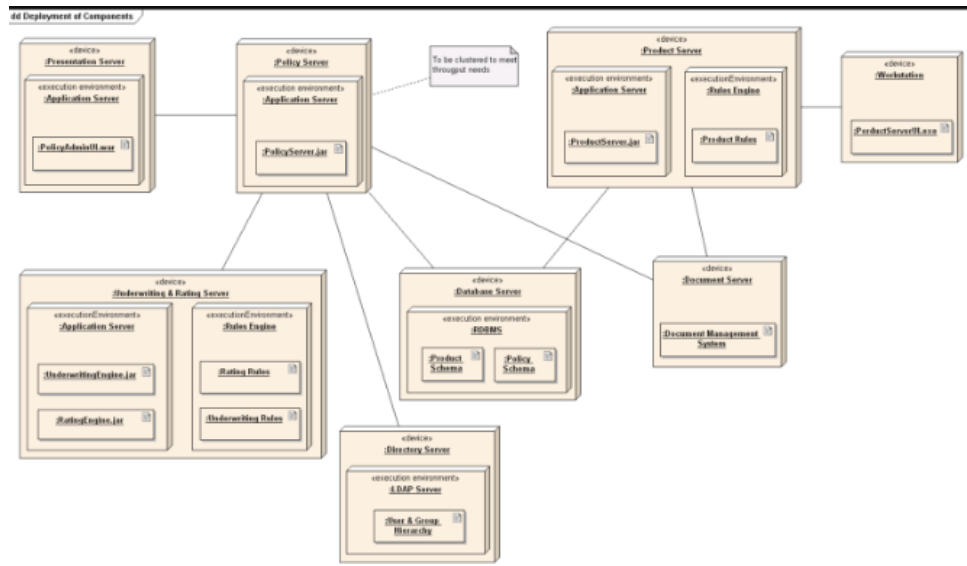 dd Deployment of Components
«device»
:Presentation Server
«execution environment»
:Application Server
:PolicyAdminUI.war
«device»
:Policy Server
«execution environment»
:Application Server
:PolicyServer.jar
To be clustered to meet
througput needs
«device»
:Product Server
«execution environment»
:Application Server
:ProductServer.jar
«executionEnvironment»
:Rules Engine
:Product Rules
«device»
:Workstation
«device»
:Underwriting & Rating Server
«executionEnvironment»
:Application Server
:UnderwritingEngine.jar
:RatingEngine.jar
«executionEnvironment»
:Rules Engine
:Rating Rules
:Underwriting Rules
«device»
:Database Server
«execution environment»
:RDBMS
:Product
Schema
:Policy
Schema
«device»
:Document Server
:Document Management
System
«device»
:Directory Server
«execution environment»
:LDAP Server
:User & Group
Hierarchy